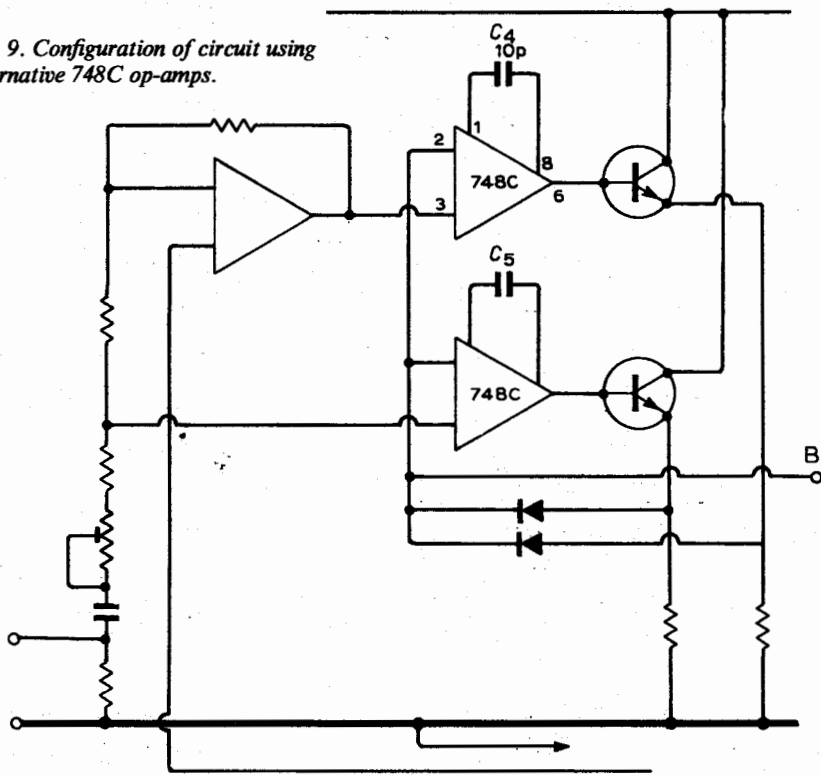 9. Configuration of circuit using
rnative 748C op-amps.
C4
10p
1
2
8
748C
6
3
C5
748C
B